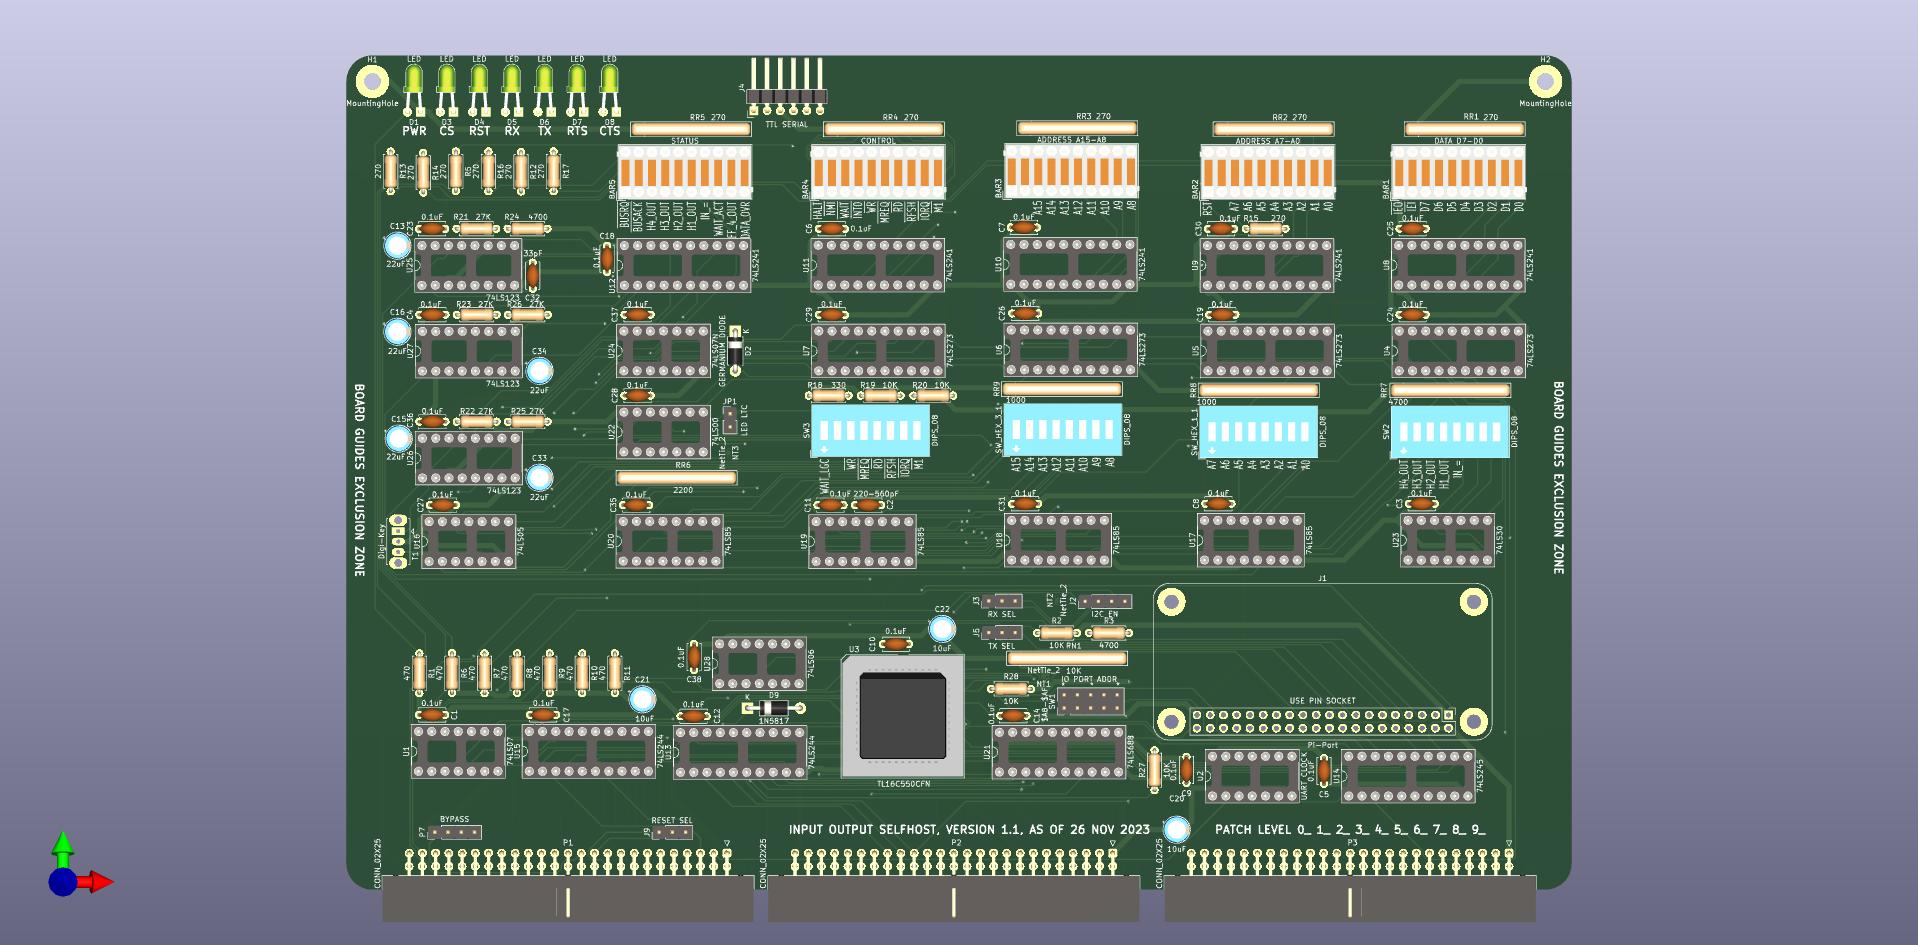 H1
MountingHole
LED LED LED LED LED LED LED
D1 D3 D4 D5 D6 D7 D8
PWR CS RST RX TX RTS CTS
J4
TTL SERIAL
H2
MountingHole
RR5 270
RR4 270
RR3 270
RR2 270
RR1 270
STATUS
CONTROL
ADDRESS A15-A8
ADDRESS A7-A0
DATA D7-D0
270 R13
270 R14
270 R5
270 R16
270 R12
R17
BAR5
BAR4
BAR3
BAR2
BAR1
BUSRQ
BUSACK
H4_OUT
H3_OUT
H2_OUT
H1_OUT
IN_=
WAIT_ACT
FF_4_OUT
DATA_OVR
HALT
NMI
WAIT
INT0
WR
MREQ
RD
RFSH
IORQ
M1
A15 A14 A13 A12 A11 A10 A9 A8
RST
A7 A6 A5 A4 A3 A2 A1 A0
IEO
IEI
D7 D6 D5 D4 D3 D2 D1 D0
C13
22uF
C23
0.1uF
R21 27K
R24 4700
C18
0.1uF
C6 0.1uF
C7
0.1uF
C30
0.1uF
R15 270
C25
0.1uF
U25
74LS123
33pF
C32
U12
74LS241
U11
74LS241
U10
74LS241
U9
74LS241
U8
74LS241
C16
22uF
C4
0.1uF
R23 27K
R26 27K
C37
0.1uF
C29
0.1uF
C26
0.1uF
C19
0.1uF
C24
0.1uF
U27
74LS123
C34
22uF
U24
74LS07N
GERMANIUM DIODE
K
D2
U7
74LS273
U6
74LS273
U5
74LS273
U4
74LS273
C28
0.1uF
R18 330
R19 10K
R20 10K
RR9
1000
RR8
1000
RR7
4700
C15
22uF
C36
0.1uF
R22 27K
R25 27K
U22
74LS00
JP1
LTC
LED
NetTie_2
NT3
SW3
DIPS_08
SW_HEX_3_1
DIPS_08
SW_HEX_1_1
DIPS_08
SW2
DIPS_08
U26
74LS123
C33
22uF
RR6
2200
WAIT_LGC
WR
MREQ
RD
RFSH
IORQ
M1
A15 A14 A13 A12 A11 A10 A9 A8
A7 A6 A5 A4 A3 A2 A1 A0
H4_OUT
H3_OUT
H2_OUT
H1_OUT
IN_=
BOARD GUIDES EXCLUSION ZONE
BOARD GUIDES EXCLUSION ZONE
C27
0.1uF
C35
0.1uF
C11
0.1uF
220-560pF
C2
C31
0.1uF
C8
0.1uF
C3
0.1uF
Digi-Key
T1
U16
74LS05
U20
74LS85
U19
74LS85
U18
74LS85
U17
74LS85
U23
74LS30
J1
J3
RX SEL
NT2
NetTie_2
J2
I2C_EN
C22
10uF
J5
TX SEL
R2
10K
R3
4700
RN1
10K
C10
0.1uF
U3
TL16C550CFN
U28
74LS06
0.1uF
C38
470 R1
470 R6
470 R7
470 R8
470 R9
470 R10
470 R11
C21
10uF
K
D9
1N5817
NetTie_2
NT1
R28
10K
IO PORT ADDR
SW1
$A8-$AF
C14
0.1uF
0.1uF
C1
0.1uF
C17
0.1uF
C12
U1
74LS07
U15
74LS244
U13
74LS244
U21
74LS688
USE PIN SOCKET
Pi-Port
R27
10K
0.1uF
C9
U2
UART_CLOCK
0.1uF
C5
U14
74LS245
C20
10uF
P7
BYPASS
J9
RESET SEL
INPUT OUTPUT SELFHOST, VERSION 1.1, AS OF 26 NOV 2023
PATCH LEVEL 0_ 1_ 2_ 3_ 4_ 5_ 6_ 7_ 8_ 9_
CONN_02X25
P1
CONN_02X25
P2
CONN_02X25
P3